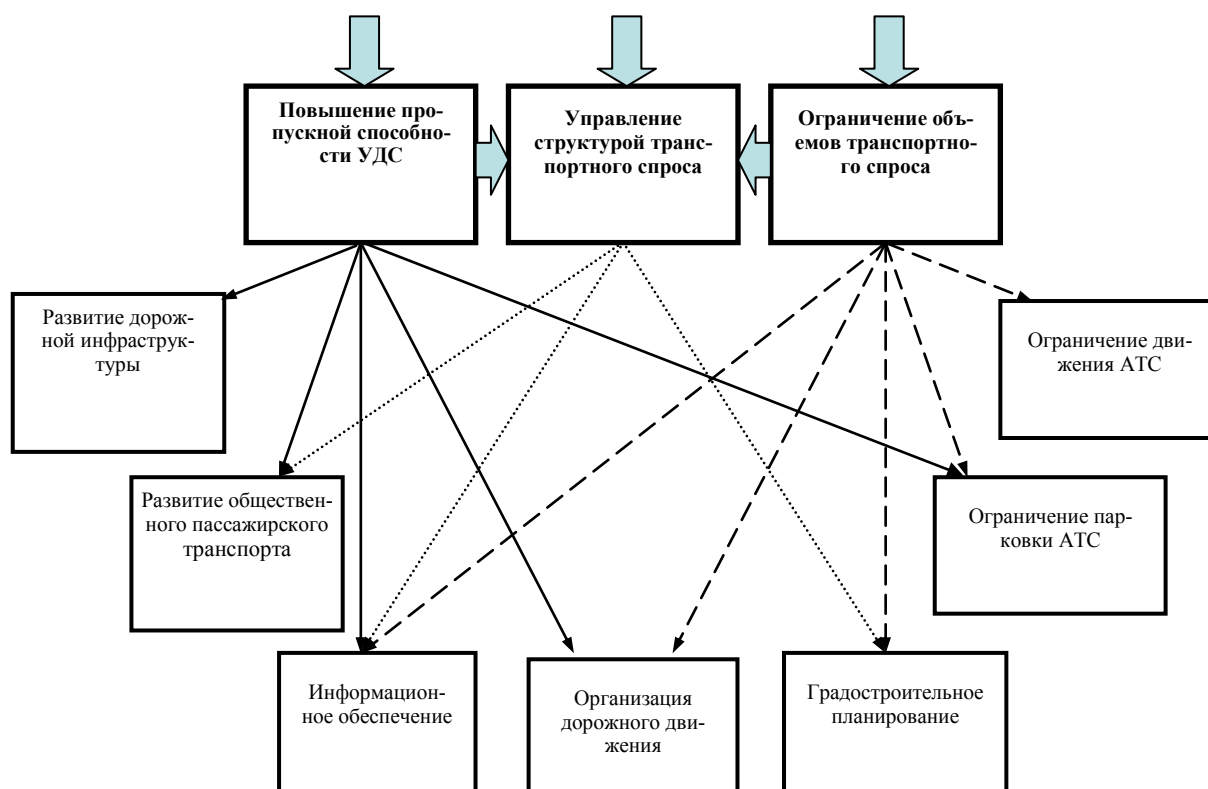 Повышение про-
пускной способно-
сти УДС
Управление
структурой транс-
портного спроса
Ограничение объ-
емов транспортно-
го спроса
Развитие дорож-
ной инфраструк-
туры
Ограничение дви-
жения АТС
Развитие обществен-
ного пассажирского
транспорта
Ограничение пар-
ковки АТС
Информацион-
ное обеспечение
Организация
дорожного дви-
жения
Градостроительное
планирование